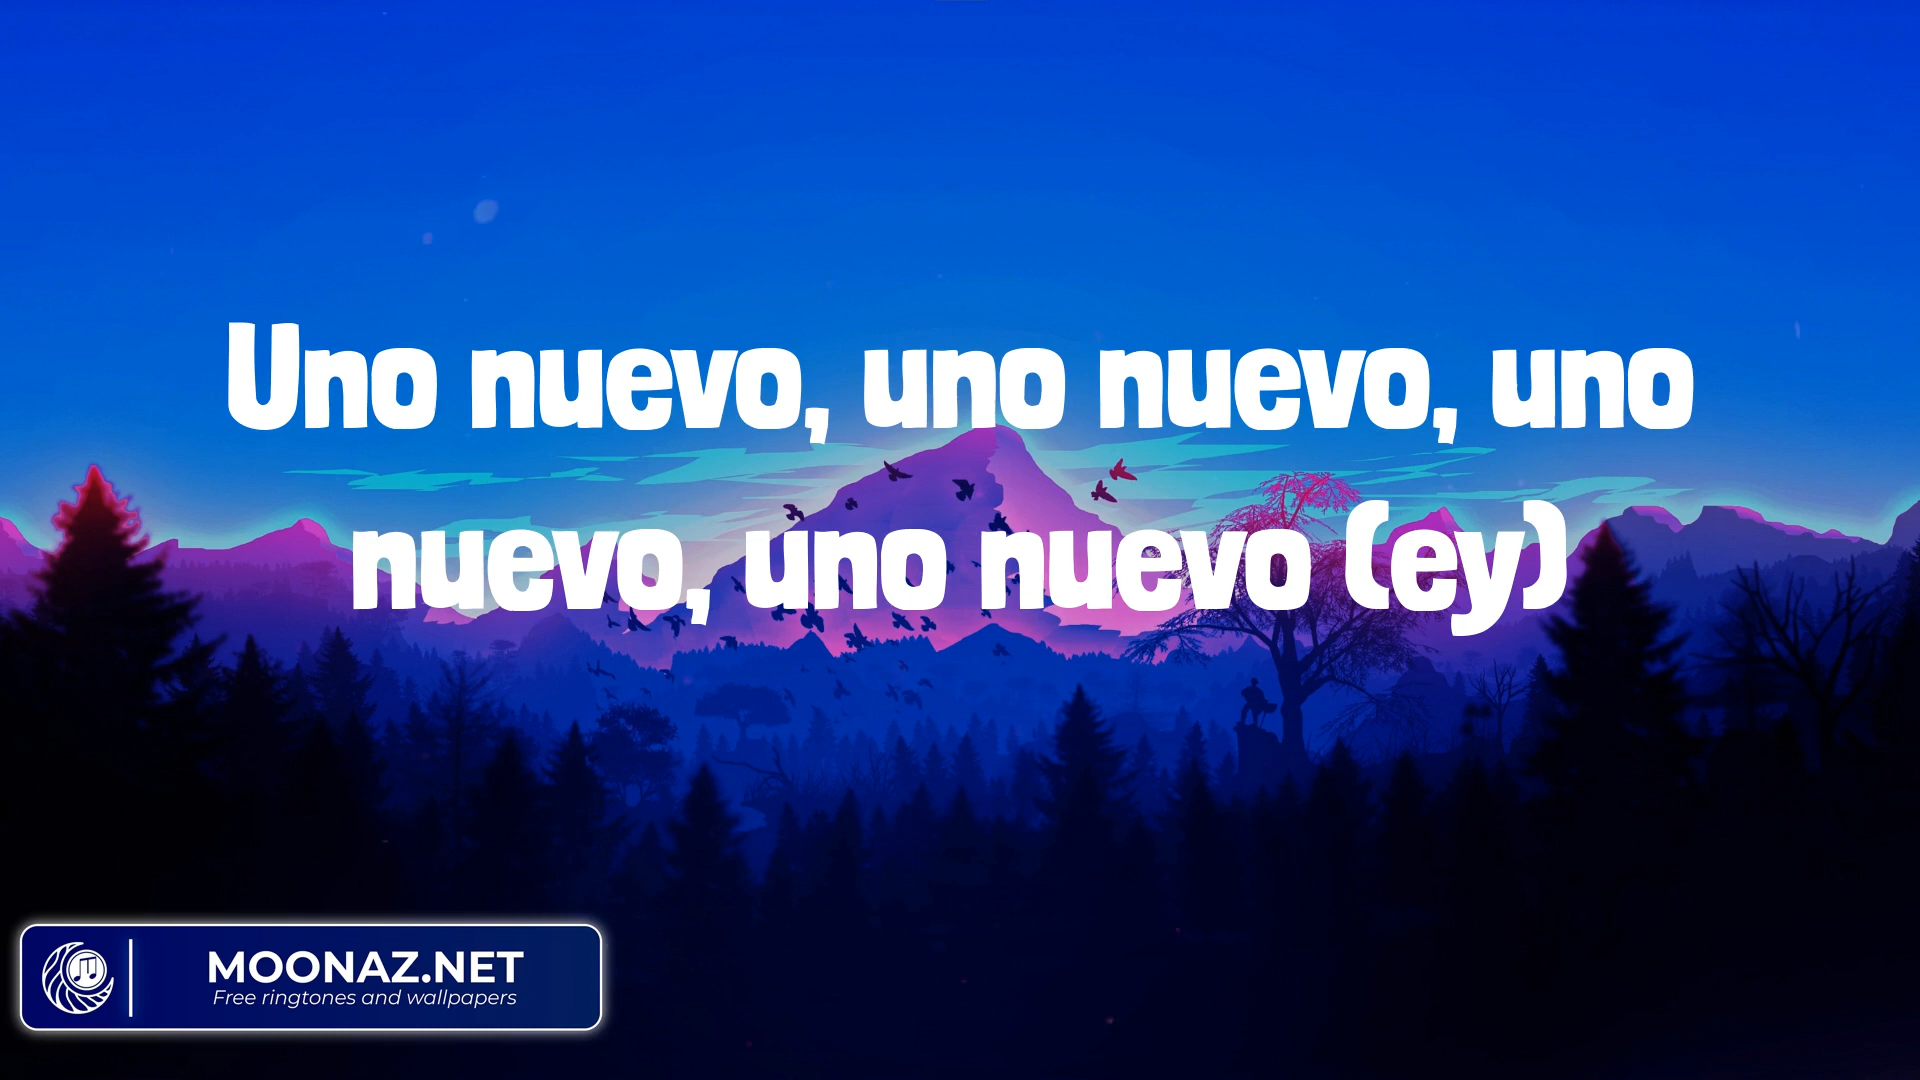 Uno nuevo, uno nuevo, uno
nuevo, uno nuevo (ey)
MOONAZ.NET
Free ringtones and wallpapers